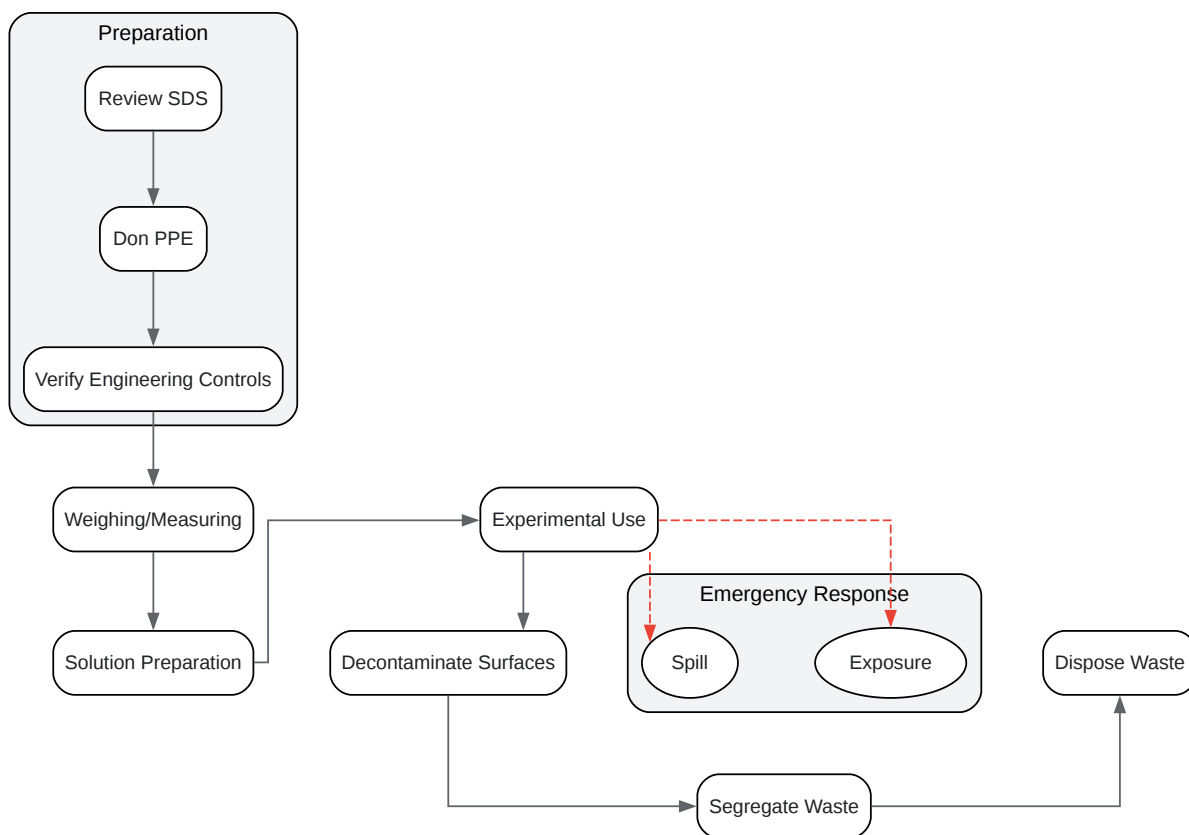 Preparation
Review SDS
Don PPE
Verify Engineering Controls
Weighing/Measuring
Solution Preparation
Experimental Use
Emergency Response
Decontaminate Surfaces
Spill
Exposure
Dispose Waste
Segregate Waste